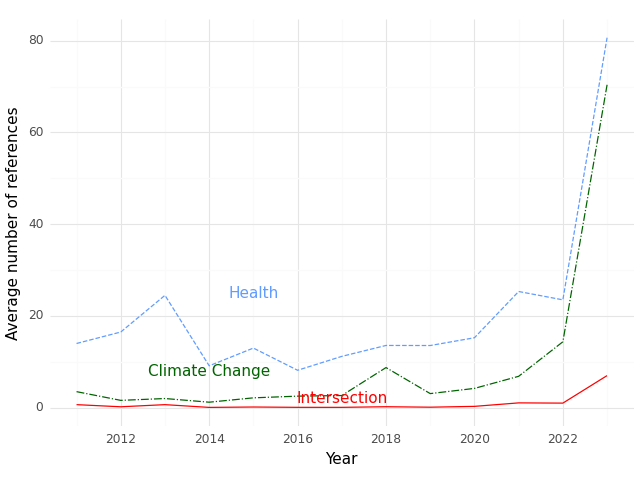 80
60
40
20
0
Average number of references
Health
Climate Change
Intersection
2012 2014 2016 2018 2020 2022
Year